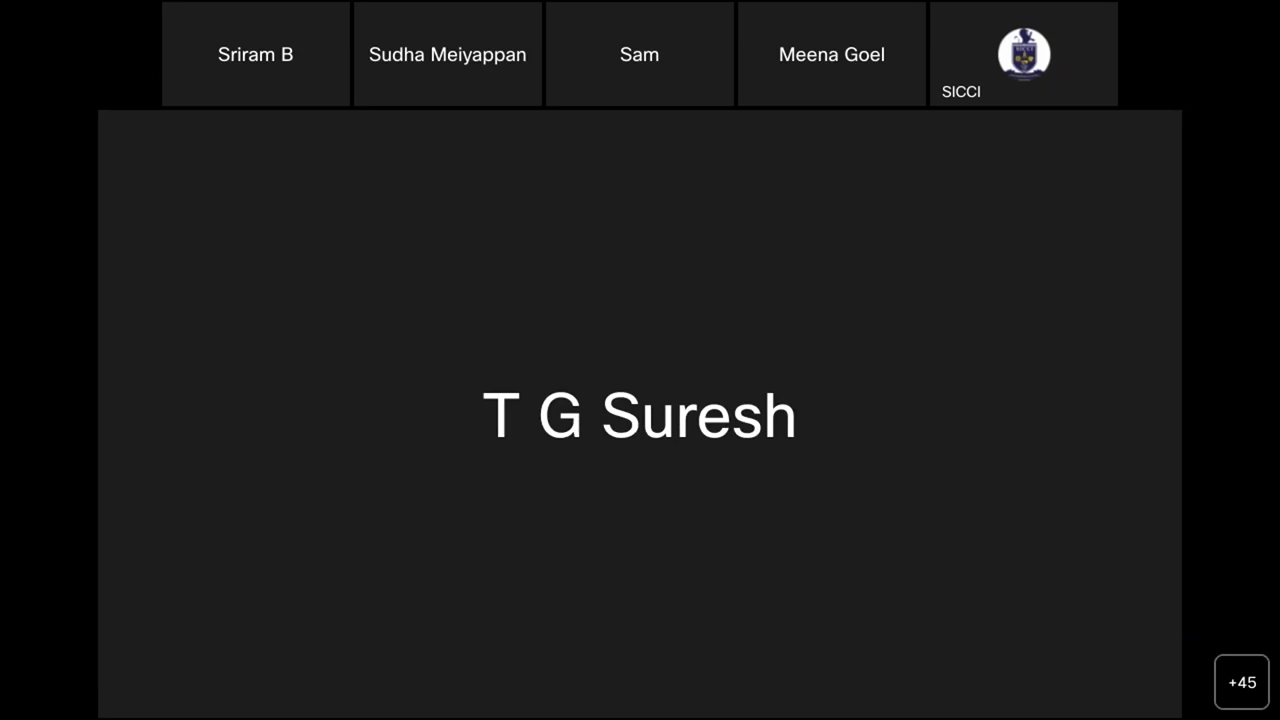 Sriram B
Sudha Meiyappan
Sam
Meena Goel
SICCI
T G Suresh
+45